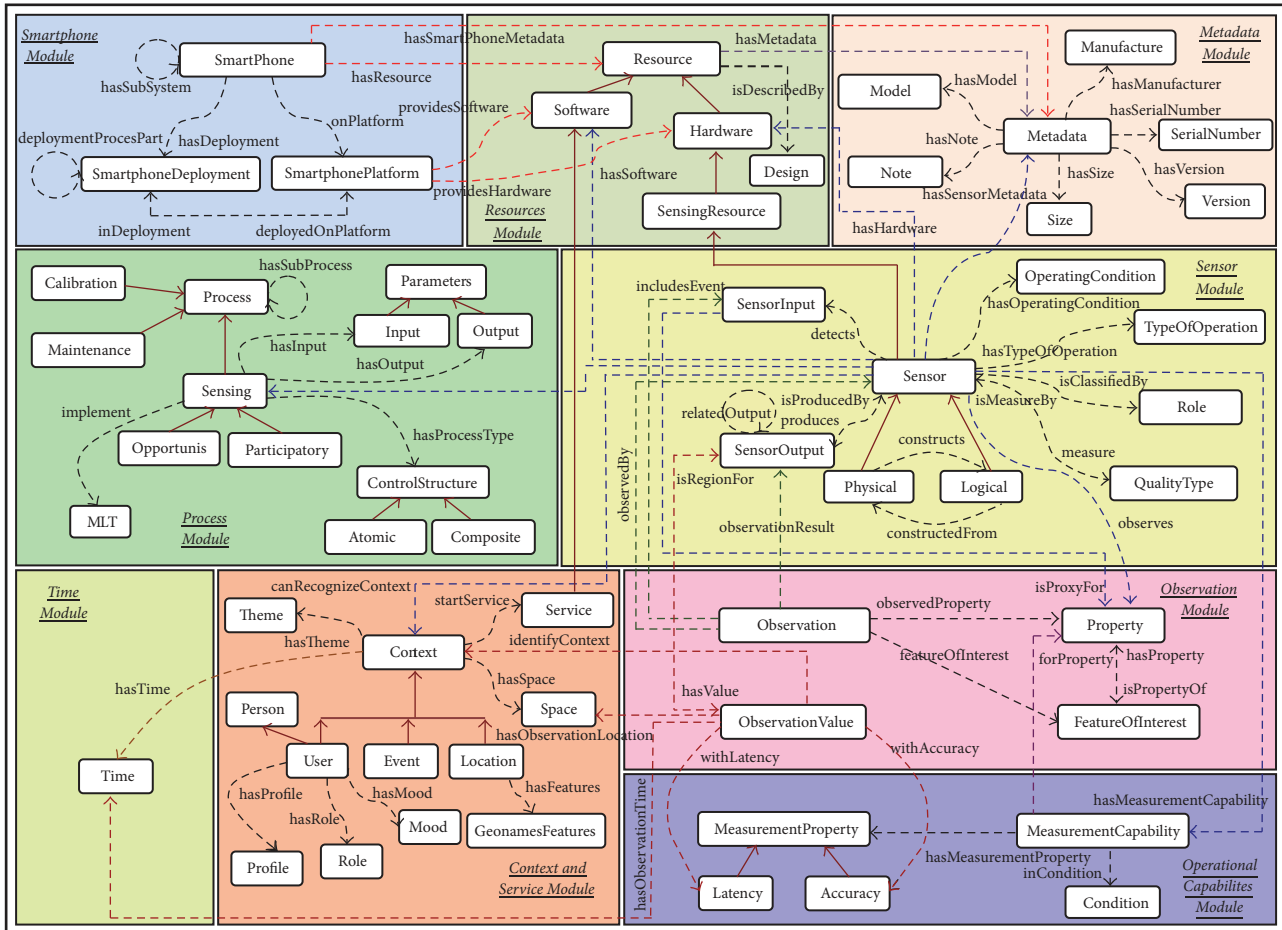 Smartphone
Module
SmartPhone
hasSubSystem
hasSmartPhoneMetadata
hasResource
providesSoftware
onPlatform
hasDeployment
deploymentProcesPart
SmartphoneDeployment
SmartphonePlatform
providesHardware
inDeployment
deployedOnPlatform
Resource
hasMetadata
isDescribedBy
Software
Hardware
hasSoftware
Design
SensingResource
Resources
Module
Metadata
Module
Manufacture
hasModel
hasManufacturer
Model
hasSerialNumber
Metadata
SerialNumber
hasNote
Note
hasSize
hasVersion
hasSensorMetadata
Version
Size
hasHardware
Calibration
hasSubProcess
Process
Parameters
Input
Output
Maintenance
hasInput
hasOutput
Sensing
implement
Opportunis
Participatory
hasProcessType
ControlStructure
MLT
Process
Module
Atomic
Composite
includesEvent
SensorInput
OperatingCondition
Sensor
Module
hasOperatingCondition
detects
TypeOfOperation
hasTypeOfOperation
Sensor
isClassifiedBy
isProducedBy
isMeasureBy
Role
relatedOutput
produces
SensorOutput
constructs
measure
isRegionFor
observedBy
Physical
Logical
QualityType
observationResult
constructedFrom
observes
Time
Module
hasTime
Time
canRecognizeContext
startService
Service
Theme
hasTheme
Context
identifyContext
hasSpace
Space
Person
hasObservationLocation
User
Event
Location
hasProfile
hasMood
hasFeatures
hasRole
Mood
GeonamesFeatures
Profile
Role
Context and
Service Module
isProxyFor
Observation
Module
observedProperty
Observation
Property
featureOfInterest
forProperty
hasProperty
isPropertyOf
hasValue
ObservationValue
FeatureOfInterest
withLatency
withAccuracy
hasObservationTime
hasMeasurementCapability
MeasurementProperty
MeasurementCapability
hasMeasurementProperty
inCondition
Latency
Accuracy
Condition
Operational
Capabilites
Module